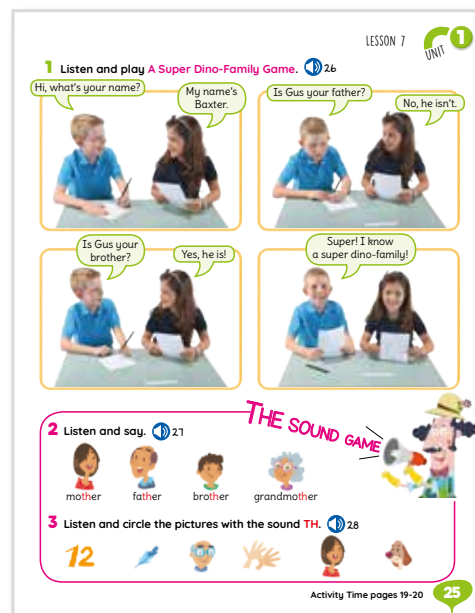 LESSON 7
UNIT 1
1 Listen and play A Super Dino-Family Game. 26
Hi, what's your name?
My name's
Baxter.
Is Gus your father?
No, he isn't.
Is Gus your
brother?
Yes, he is!
Super! I know
a super dino-family!
THE SOUND GAME
2 Listen and say. 27
mother father brother grandmother
3 Listen and circle the pictures with the sound TH. 28
12
Activity Time pages 19-20 25